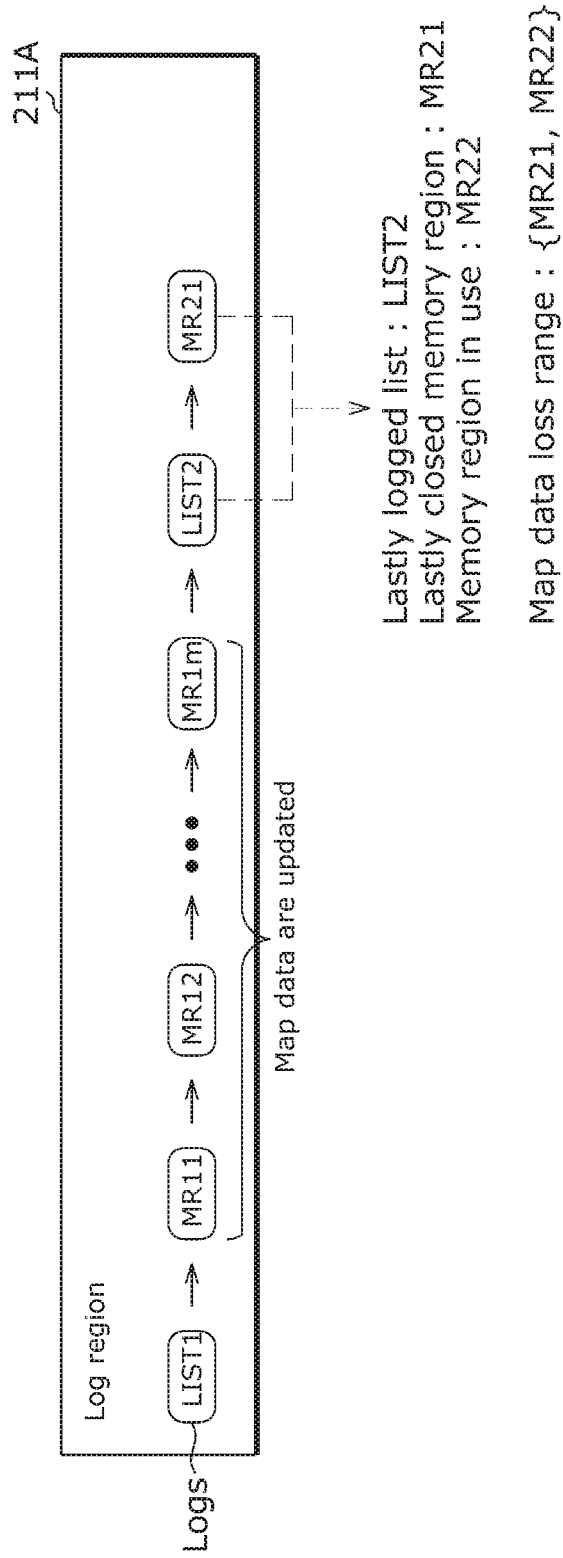 211A
Log region
Logs
LIST1
MR11
MR12
MR1m
LIST2
MR21
Map data are updated
Lastly logged list : LIST2
Lastly closed memory region : MR21
Memory region in use : MR22
Map data loss range : {MR21, MR22}